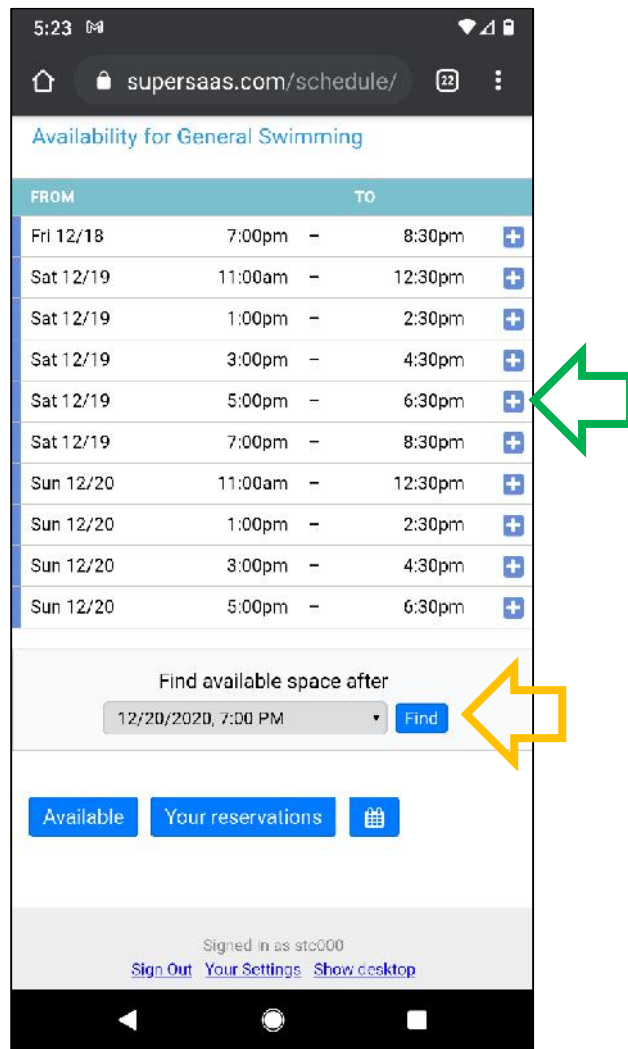 5:23
supersaas.com/schedule/ 22
Availability for General Swimming
FROM TO
Fri 12/18 7:00pm – 8:30pm
Sat 12/19 11:00am – 12:30pm
Sat 12/19 1:00pm – 2:30pm
Sat 12/19 3:00pm – 4:30pm
Sat 12/19 5:00pm – 6:30pm
Sat 12/19 7:00pm – 8:30pm
Sun 12/20 11:00am – 12:30pm
Sun 12/20 1:00pm – 2:30pm
Sun 12/20 3:00pm – 4:30pm
Sun 12/20 5:00pm – 6:30pm
Find available space after
12/20/2020, 7:00 PM Find
Available Your reservations
Signed in as stc000
Sign Out Your Settings Show desktop